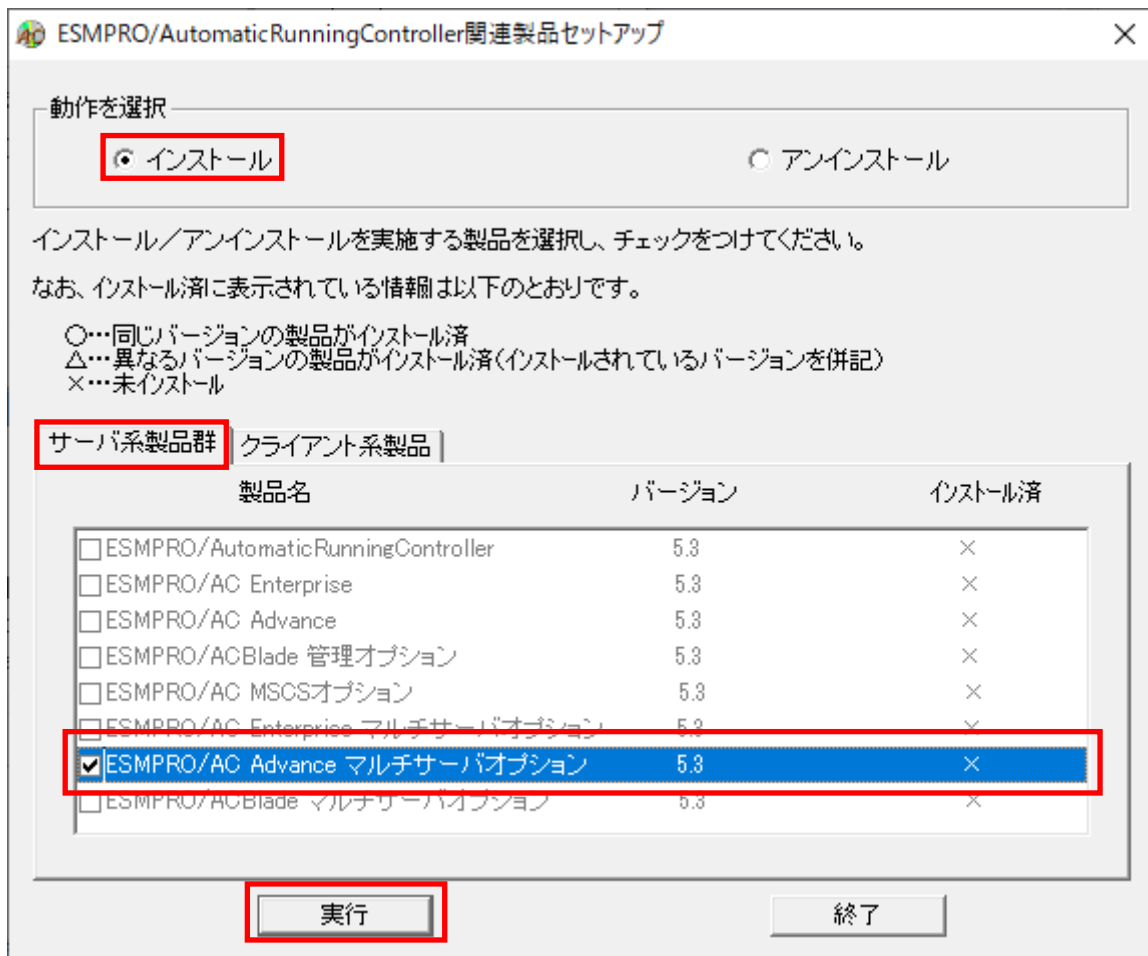 ESMPRO/AutomaticRunningController関連製品セットアップ
動作を選択
インストール アンインストール
インストール／アンインストールを実施する製品を選択し、チェックをつけてください。
なお、インストール済に表示されている情報は以下のとおりです。
○…同じバージョンの製品がインストール済
△…異なるバージョンの製品がインストール済(インストールされているバージョンを併記)
×…未インストール
サーバ系製品群 クライアント系製品
製品名 バージョン インストール済
ESMPRO/AutomaticRunningController 5.3 ×
ESMPRO/AC Enterprise 5.3 ×
ESMPRO/AC Advance 5.3 ×
ESMPRO/ACBlade 管理オプション 5.3 ×
ESMPRO/AC MSCSオプション 5.3 ×
ESMPRO/AC Enterprise マルチサーバオプション 5.3 ×
ESMPRO/AC Advance マルチサーバオプション 5.3 ×
ESMPRO/ACBlade マルチサーバオプション 5.3 ×
実行 終了